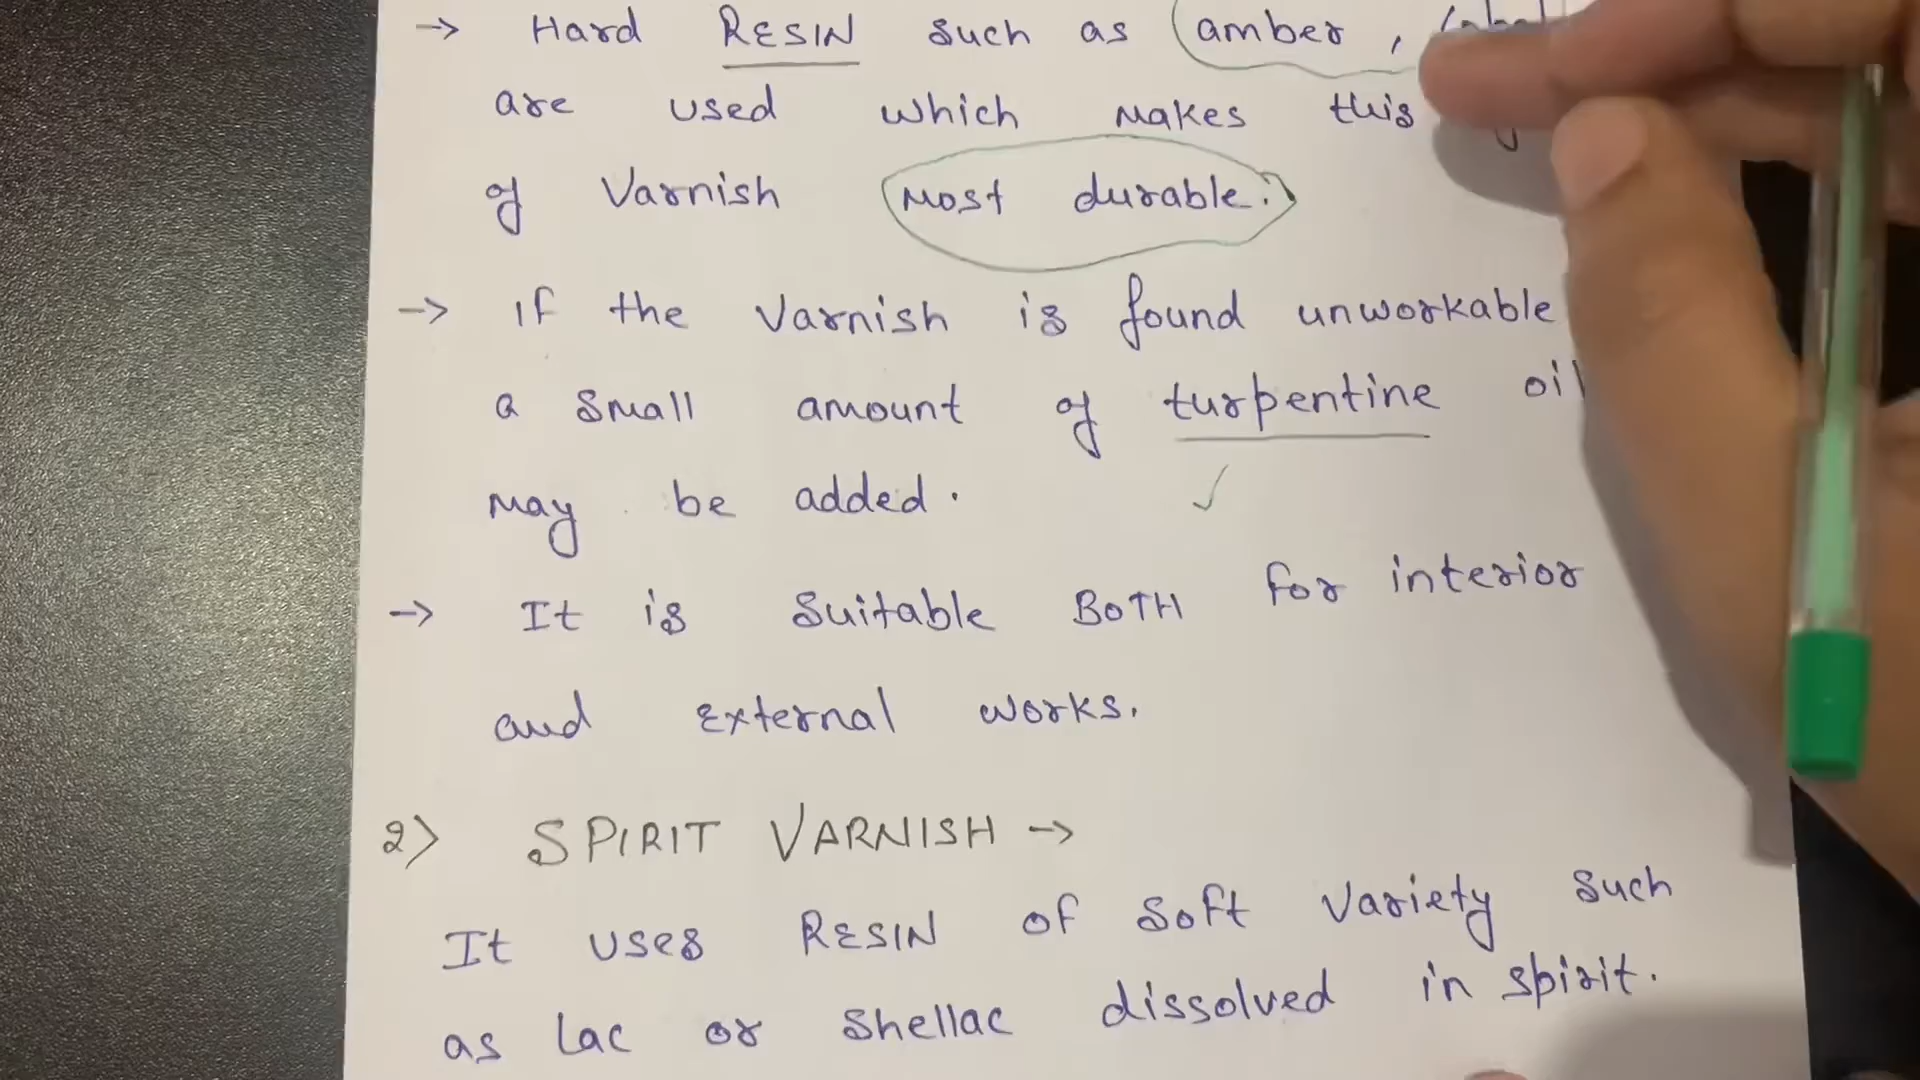 → Hard RESIN such as amber,
are used which makes this
of Varnish most durable.
→ If the varnish is found unworkable
a small amount of turpentine oil
may be added.
→ It is suitable BOTH for interior
and external works.
2) SPIRIT VARNISH →
It uses RESIN of soft variety such
as lac or shellac dissolved in spirit.